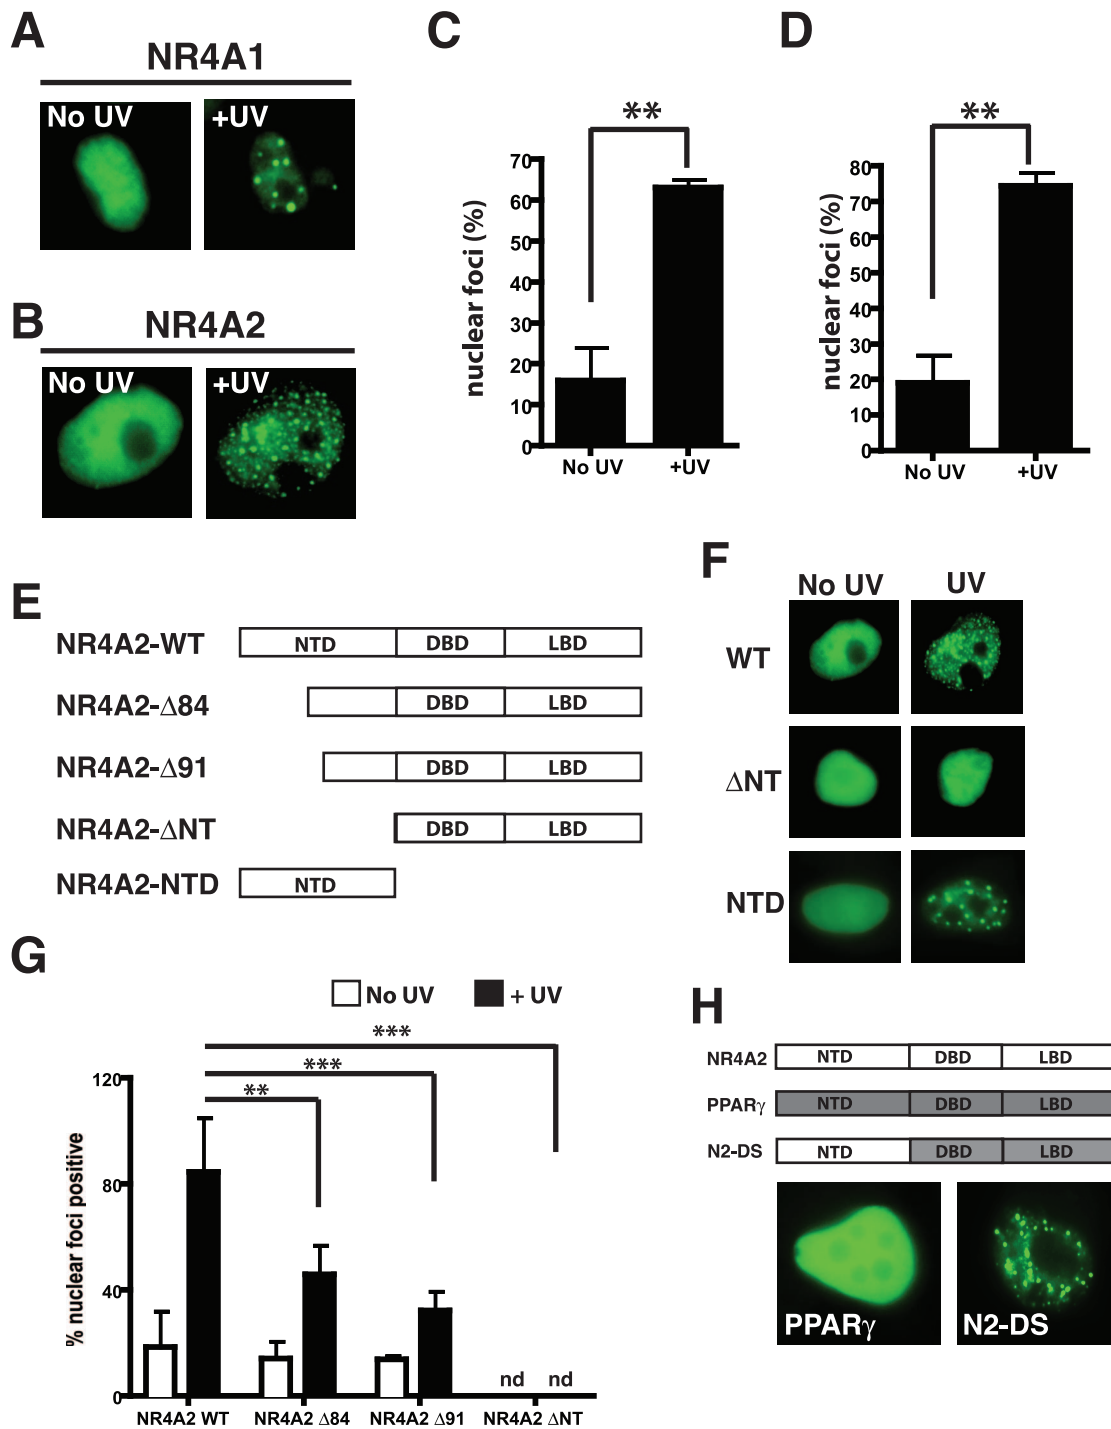 A
NR4A1
No UV
+UV
B
NR4A2
No UV
+UV
C
**
nuclear foci (%)
70
60
50
40
30
20
10
0
No UV
+UV
D
**
nuclear foci (%)
80
70
60
50
40
30
20
10
0
No UV
+UV
E
NR4A2-WT
NTD
DBD
LBD
NR4A2-Δ84
DBD
LBD
NR4A2-Δ91
DBD
LBD
NR4A2-ΔNT
DBD
LBD
NR4A2-NTD
NTD
F
No UV
UV
WT
ΔNT
NTD
G
No UV
+ UV
***
***
**
% nuclear foci positive
120
80
40
0
nd
nd
NR4A2 WT
NR4A2 Δ84
NR4A2 Δ91
NR4A2 ΔNT
H
NR4A2
NTD
DBD
LBD
PPARγ
NTD
DBD
LBD
N2-DS
NTD
DBD
LBD
PPARγ
N2-DS